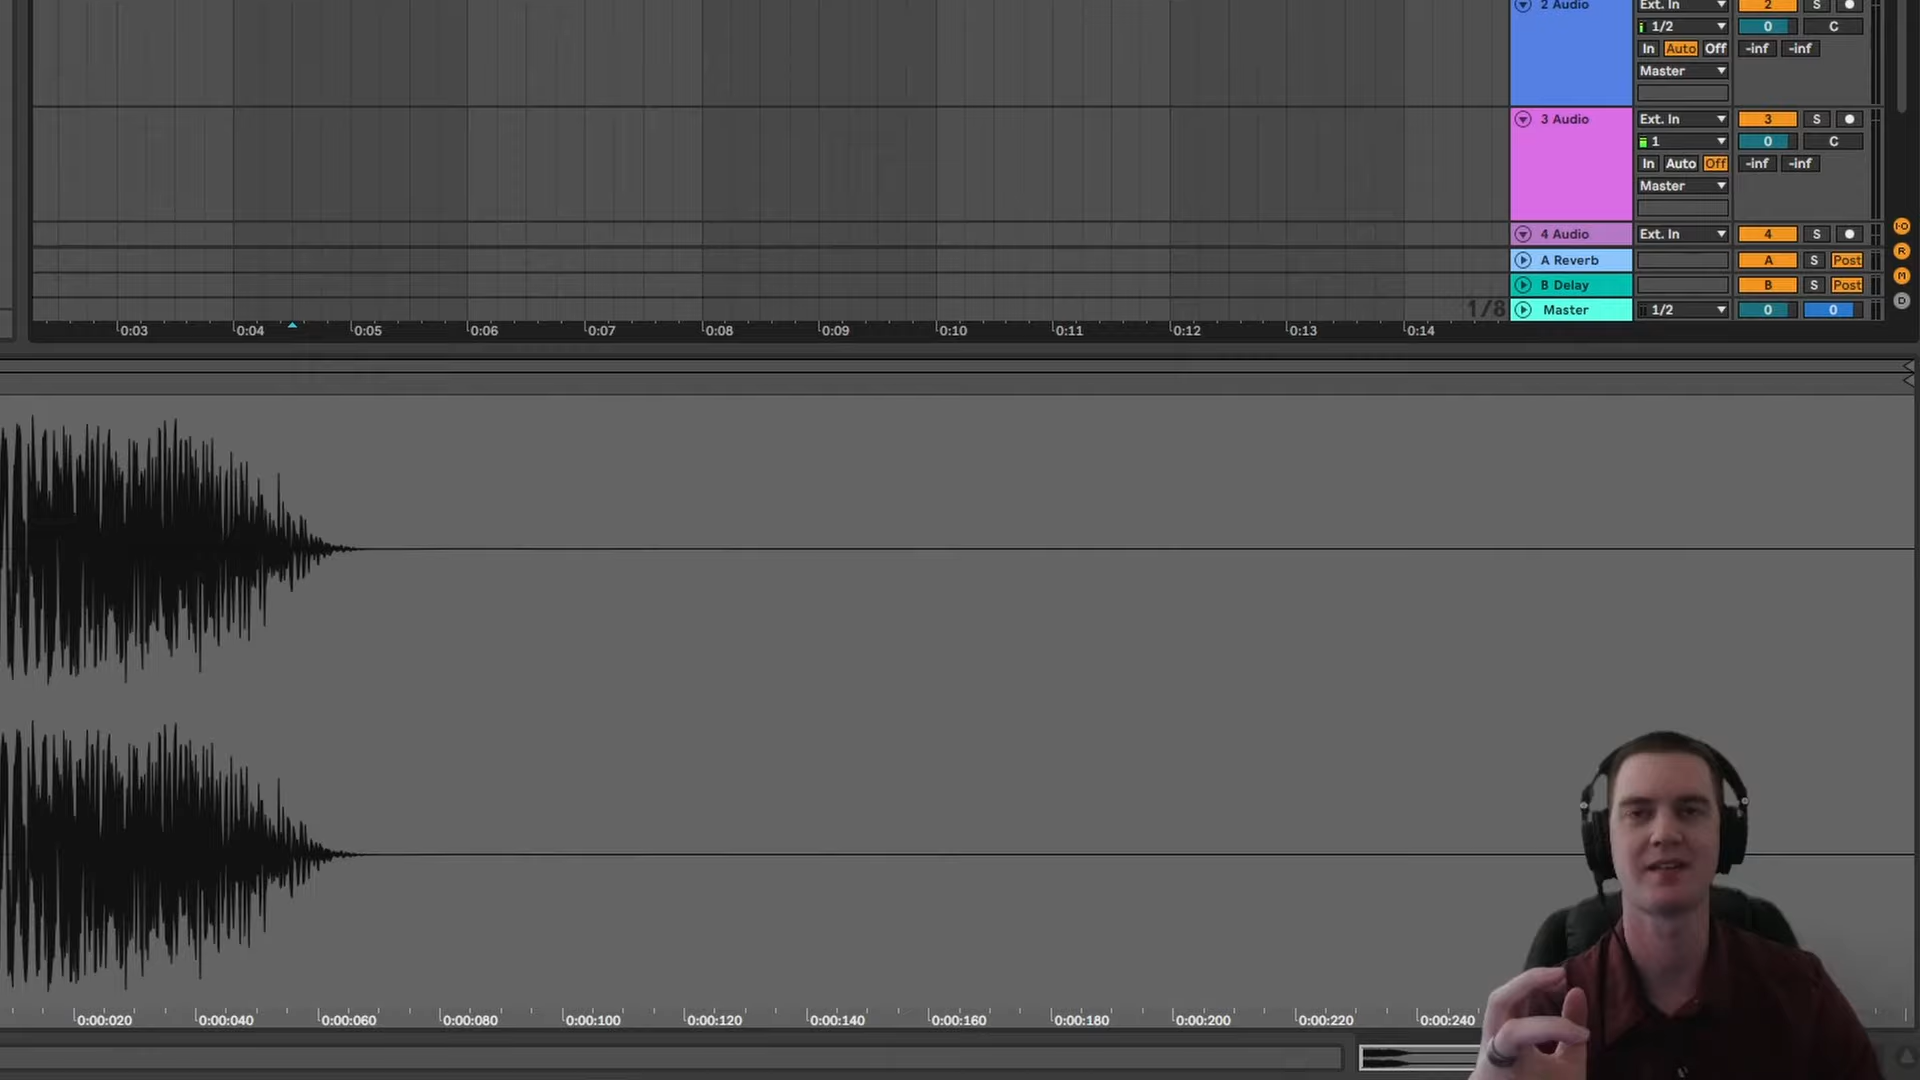 2 Audio Ext. In 2 S
1/2 0 C
In Auto Off -inf -inf
Master
3 Audio Ext. In 3 S
1 0 C
In Auto Off -inf -inf
Master
4 Audio Ext. In 4 S
A Reverb A S Post
B Delay B S Post
1/8 Master 1/2 0 0
I·O
R
M
D
0:03 0:04 0:05 0:06 0:07 0:08 0:09 0:10 0:11 0:12 0:13 0:14
0:00:020 0:00:040 0:00:060 0:00:080 0:00:100 0:00:120 0:00:140 0:00:160 0:00:180 0:00:200 0:00:220 0:00:240